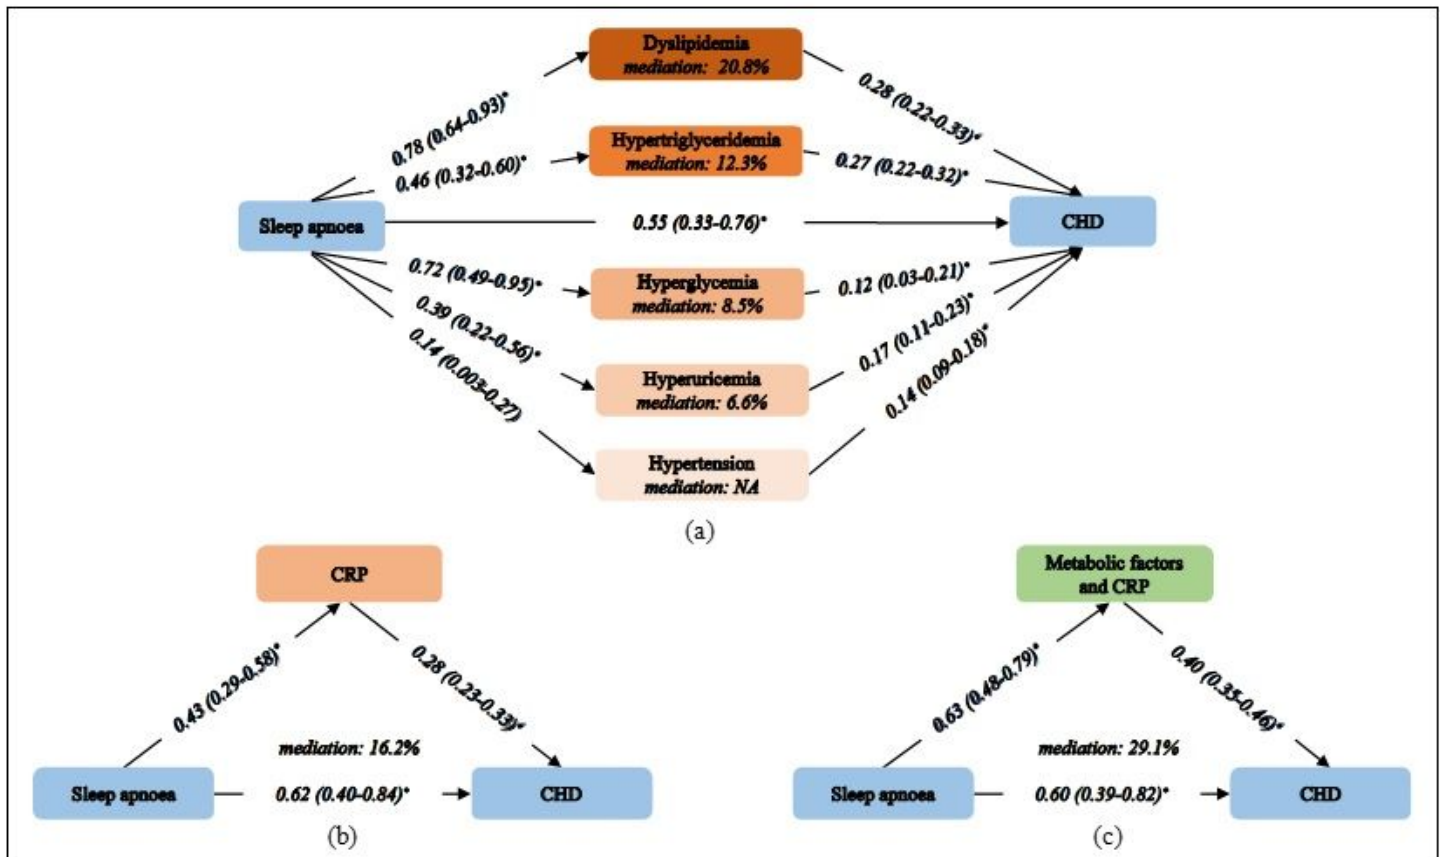 Dyslipidemia
mediation: 20.8%
0.78 (0.64-0.93)*
0.28 (0.22-0.33)*
Hypertriglyceridemia
mediation: 12.3%
0.46 (0.32-0.60)*
0.27 (0.22-0.32)*
Sleep apnoea
0.55 (0.33-0.76)*
CHD
0.72 (0.49-0.95)*
Hyperglycemia
mediation: 8.5%
0.12 (0.03-0.21)*
0.39 (0.22-0.56)*
Hyperuricemia
mediation: 6.6%
0.17 (0.11-0.23)*
0.14 (0.003-0.27)
Hypertension
mediation: NA
0.14 (0.09-0.18)*
(a)
CRP
0.43 (0.29-0.58)*
0.28 (0.23-0.33)*
mediation: 16.2%
Sleep apnoea
0.62 (0.40-0.84)*
CHD
(b)
Metabolic factors
and CRP
0.63 (0.48-0.79)*
0.40 (0.35-0.46)*
mediation: 29.1%
Sleep apnoea
0.60 (0.39-0.82)*
CHD
(c)